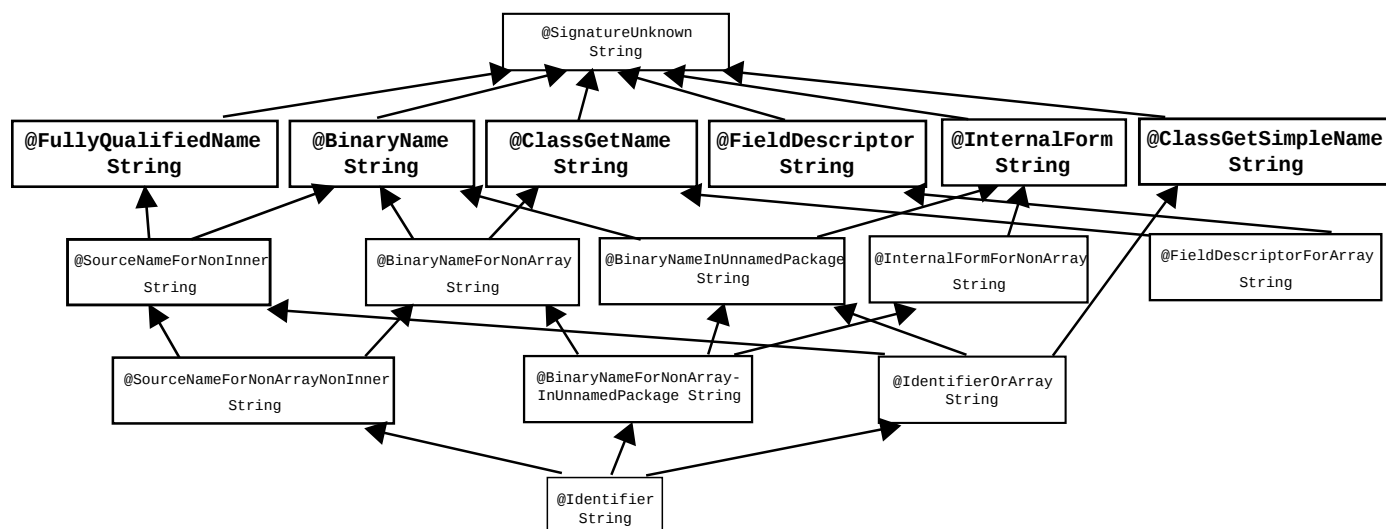 @SignatureUnknown
String
@FullyQualifiedName
String
@BinaryName
String
@ClassGetName
String
@FieldDescriptor
String
@InternalForm
String
@ClassGetSimpleName
String
@SourceNameForNonInner
String
@BinaryNameForNonArray
String
@BinaryNameInUnnamedPackage
String
@InternalFormForNonArray
String
@FieldDescriptorForArray
String
@SourceNameForNonArrayNonInner
String
@BinaryNameForNonArray-
InUnnamedPackage String
@IdentifierOrArray
String
@Identifier
String